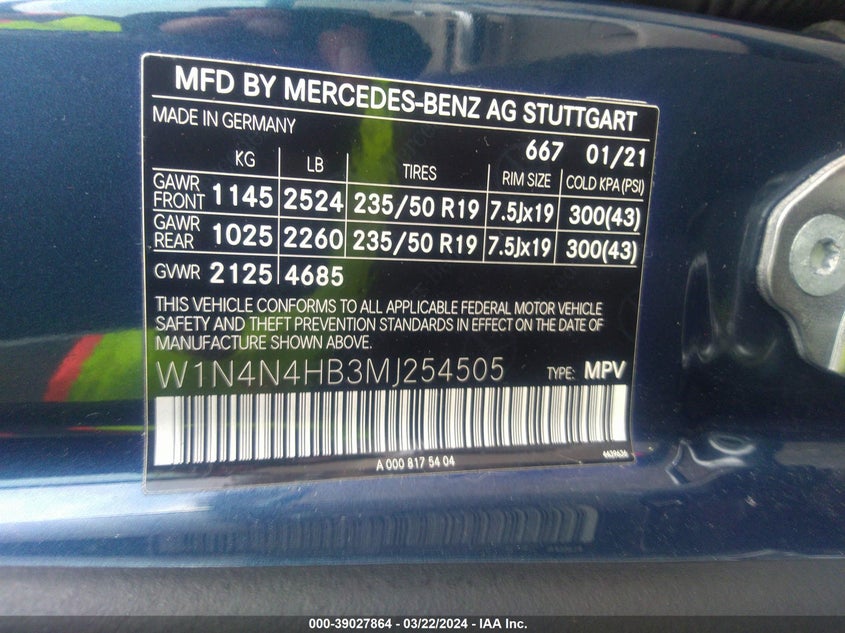 MFD BY MERCEDES-BENZ AG STUTTGART
MADE IN GERMANY
667 01/21
KG LB TIRES RIM SIZE COLD KPA (PSI)
GAWR FRONT 1145 2524 235/50 R19 7.5Jx19 300(43)
GAWR REAR 1025 2260 235/50 R19 7.5Jx19 300(43)
GVWR 2125 4685
THIS VEHICLE CONFORMS TO ALL APPLICABLE FEDERAL MOTOR VEHICLE
SAFETY AND THEFT PREVENTION STANDARDS IN EFFECT ON THE DATE OF
MANUFACTURE SHOWN ABOVE.
W1N4N4HB3MJ254505 TYPE: MPV
A 000 817 54 04 4639636
000-39027864 - 03/22/2024 - IAA Inc.